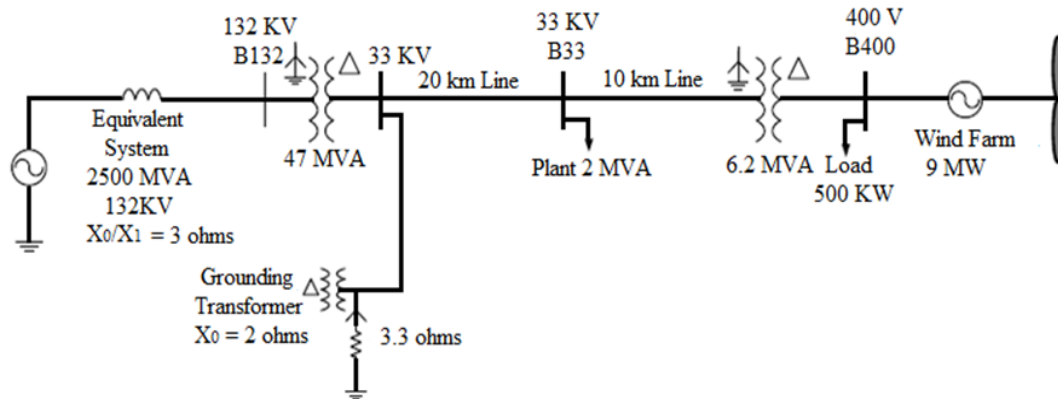 132 KV
B132
Δ
33 KV
20 km Line
33 KV
B33
10 km Line
Δ
400 V
B400
Equivalent
System
2500 MVA
132KV
X0/X1 = 3 ohms
47 MVA
Plant 2 MVA
6.2 MVA
Load
500 KW
Wind Farm
9 MW
Grounding
Transformer
X0 = 2 ohms
Δ
3.3 ohms